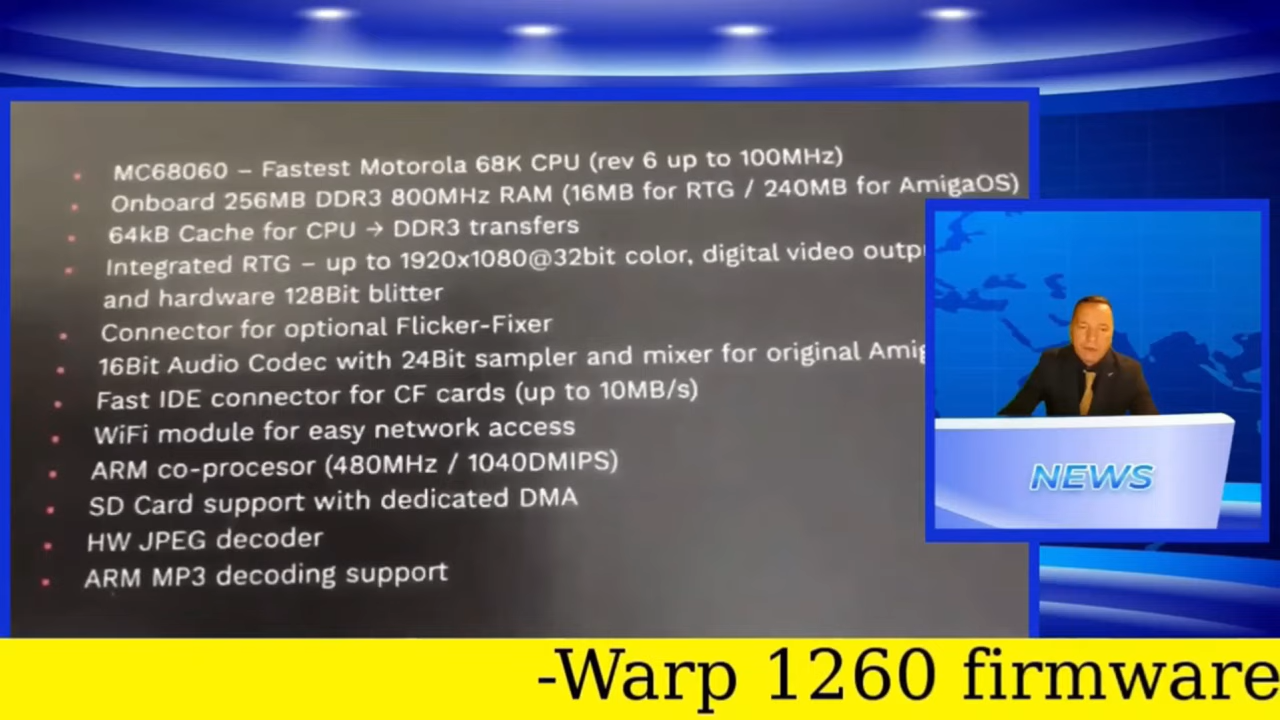 MC68060 – Fastest Motorola 68K CPU (rev 6 up to 100MHz)
Onboard 256MB DDR3 800MHz RAM (16MB for RTG / 240MB for AmigaOS)
64kB Cache for CPU → DDR3 transfers
Integrated RTG – up to 1920x1080@32bit color, digital video outp
and hardware 128Bit blitter
Connector for optional Flicker-Fixer
16Bit Audio Codec with 24Bit sampler and mixer for original Amig
Fast IDE connector for CF cards (up to 10MB/s)
WiFi module for easy network access
ARM co-procesor (480MHz / 1040DMIPS)
SD Card support with dedicated DMA
HW JPEG decoder
ARM MP3 decoding support
NEWS
-Warp 1260 firmware